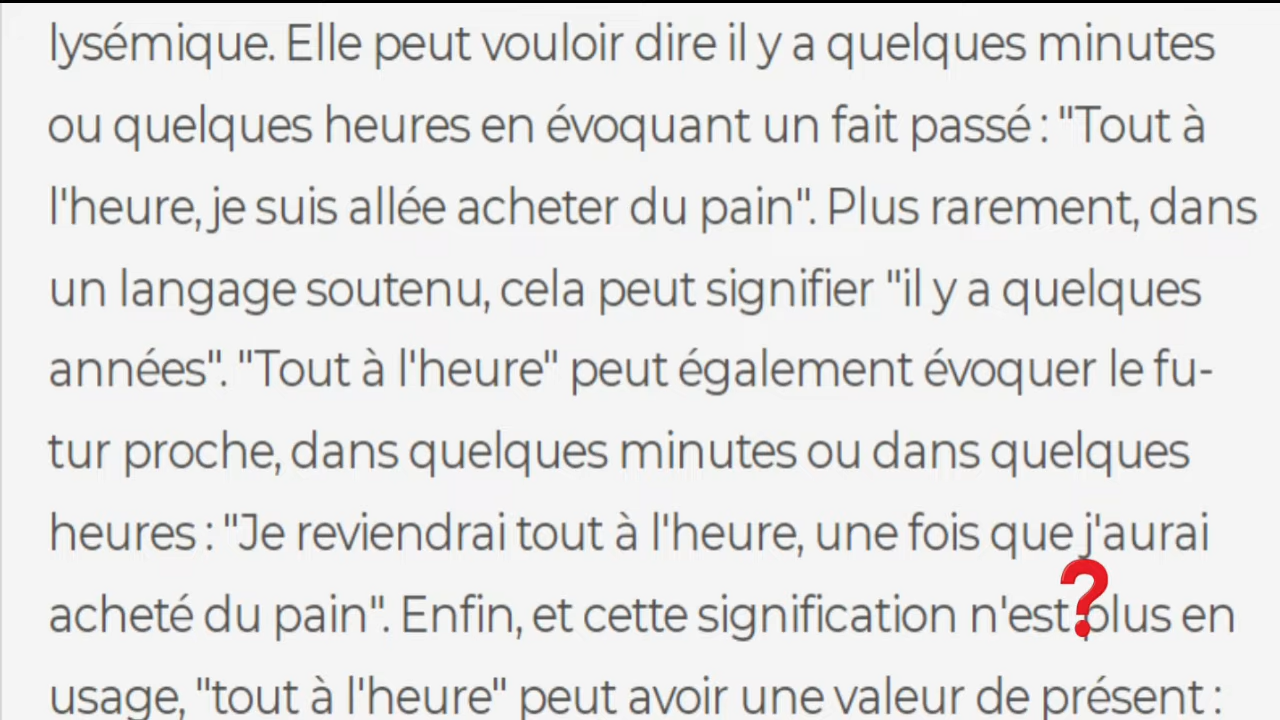 lysémique. Elle peut vouloir dire il y a quelques minutes
ou quelques heures en évoquant un fait passé : "Tout à
l'heure, je suis allée acheter du pain". Plus rarement, dans
un langage soutenu, cela peut signifier "il y a quelques
années". "Tout à l'heure" peut également évoquer le fu-
tur proche, dans quelques minutes ou dans quelques
heures : "Je reviendrai tout à l'heure, une fois que j'aurai
acheté du pain". Enfin, et cette signification n'est plus en
usage, "tout à l'heure" peut avoir une valeur de présent :